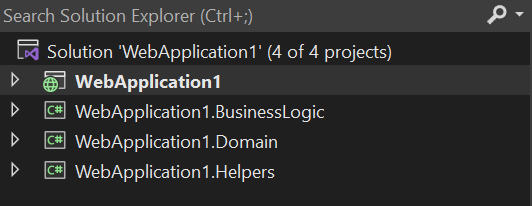 Search Solution Explorer (Ctrl+;)
Solution 'WebApplication1' (4 of 4 projects)
WebApplication1
C# WebApplication1.BusinessLogic
C# WebApplication1.Domain
C# WebApplication1.Helpers